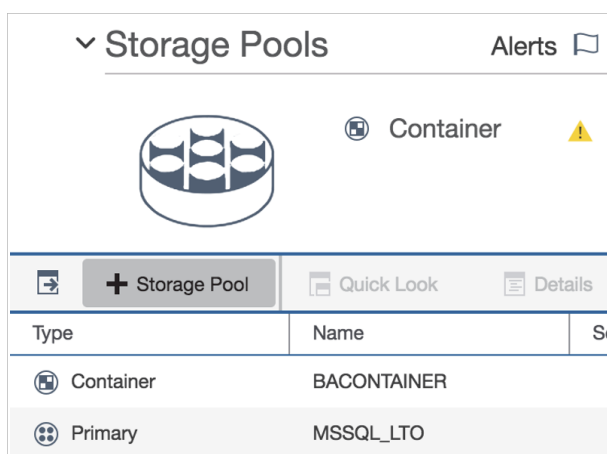 Storage Pools Alerts
Container
Storage Pool Quick Look Details
Type Name
Container BACONTAINER
Primary MSSQL_LTO